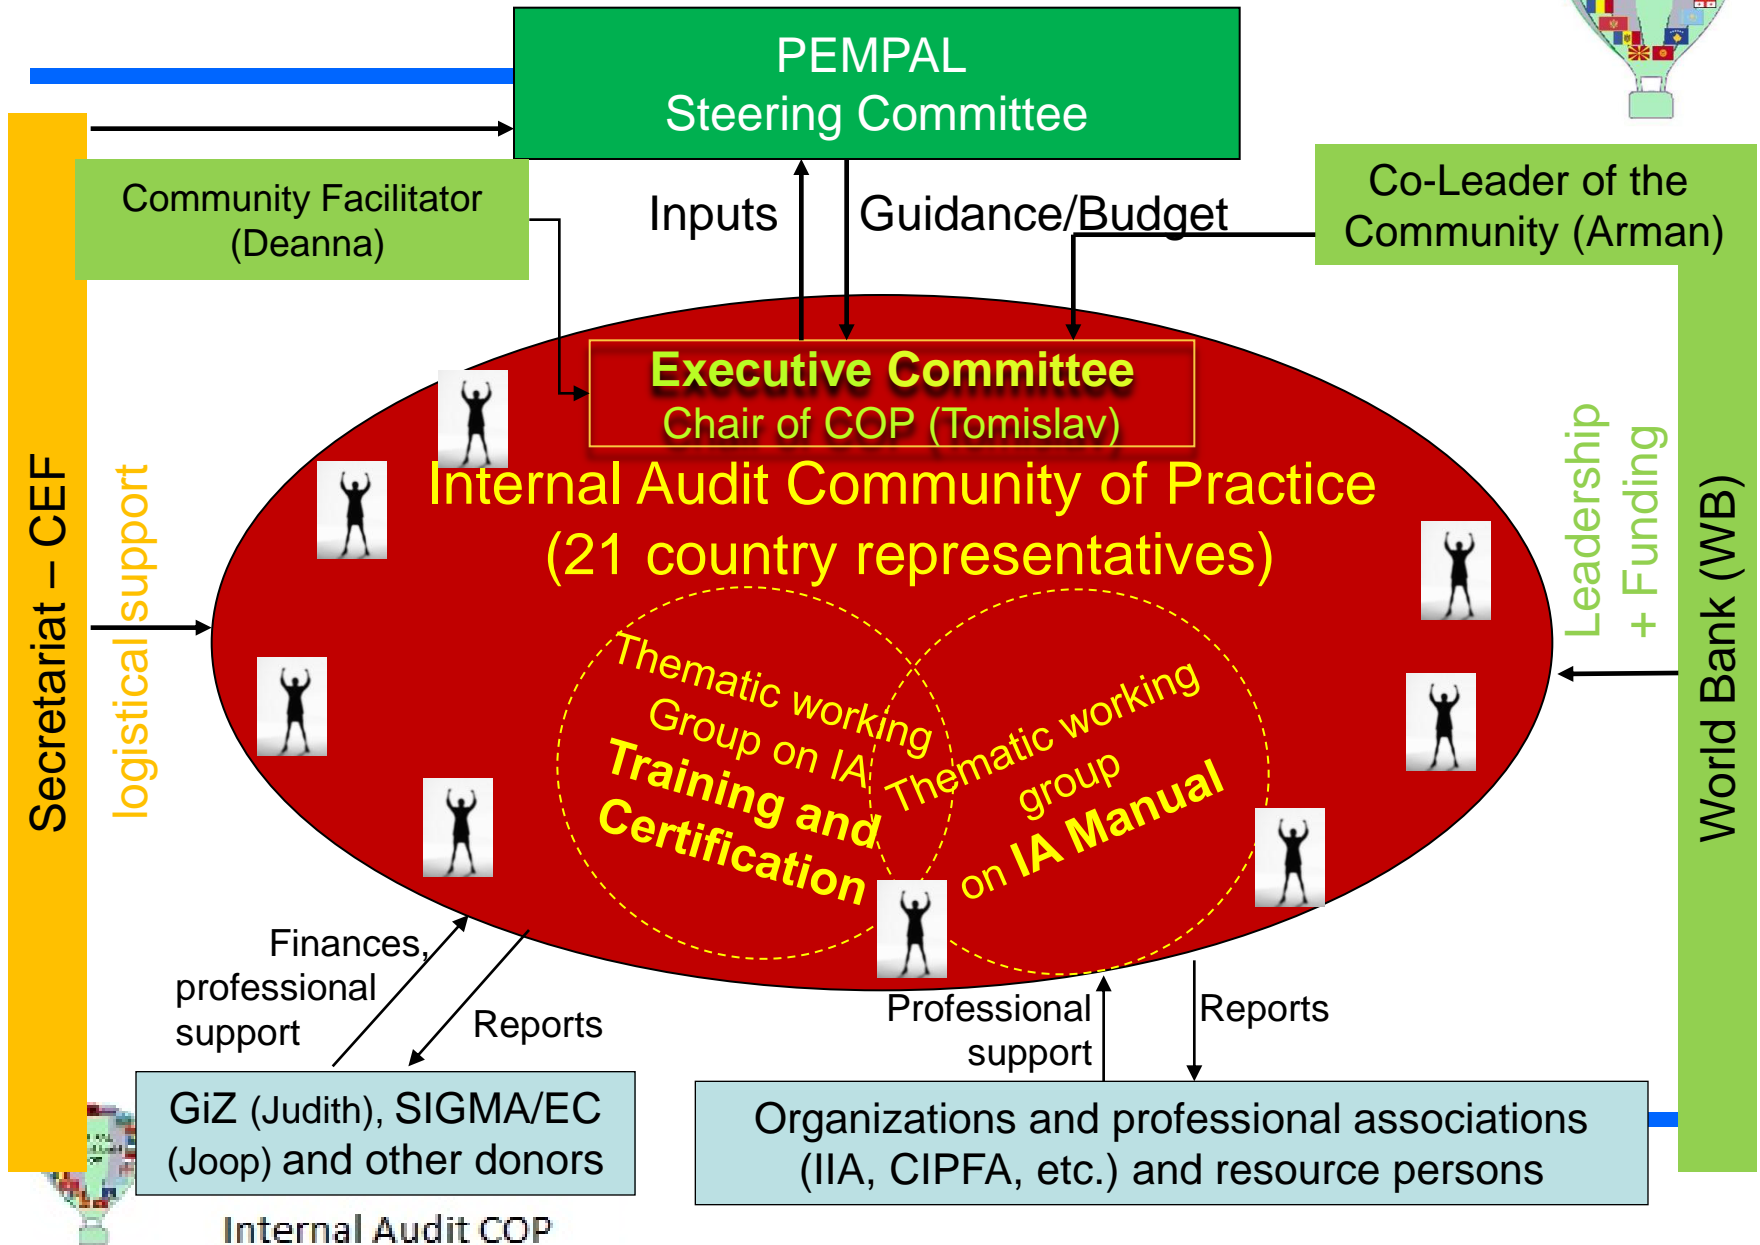 PEMPAL
Steering Committee
Community Facilitator
(Deanna)
Inputs
Guidance/Budget
Co-Leader of the
Community (Arman)
Executive Committee
Chair of COP (Tomislav)
Internal Audit Community of Practice
(21 country representatives)
Secretariat – CEF
logistical support
Leadership
+ Funding
World Bank (WB)
Thematic working
Group on IA
Training and
Certification
Thematic working
group
on IA Manual
Finances,
professional
support
Reports
Professional
support
Reports
GiZ (Judith), SIGMA/EC
(Joop) and other donors
Organizations and professional associations
(IIA, CIPFA, etc.) and resource persons
Internal Audit COP